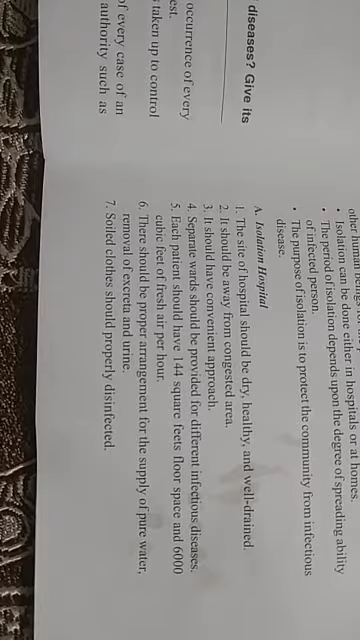 diseases? Give its
occurrence of every
est.
taken up to control
of every case of an
authority such as
other human beings
• Isolation can be done either in hospitals or at homes.
• The period of isolation depends upon the degree of spreading ability
of infected person.
• The purpose of isolation is to protect the community from infectious
disease.
A. Isolation Hospital
1. The site of hospital should be dry, healthy, and well-drained.
2. It should be away from congested area.
3. It should have convenient approach.
4. Separate wards should be provided for different infectious diseases.
5. Each patient should have 144 square feets floor space and 6000
cubic feet of fresh air per hour.
6. There should be proper arrangement for the supply of pure water,
removal of excreta and urine.
7. Soiled clothes should properly disinfected.